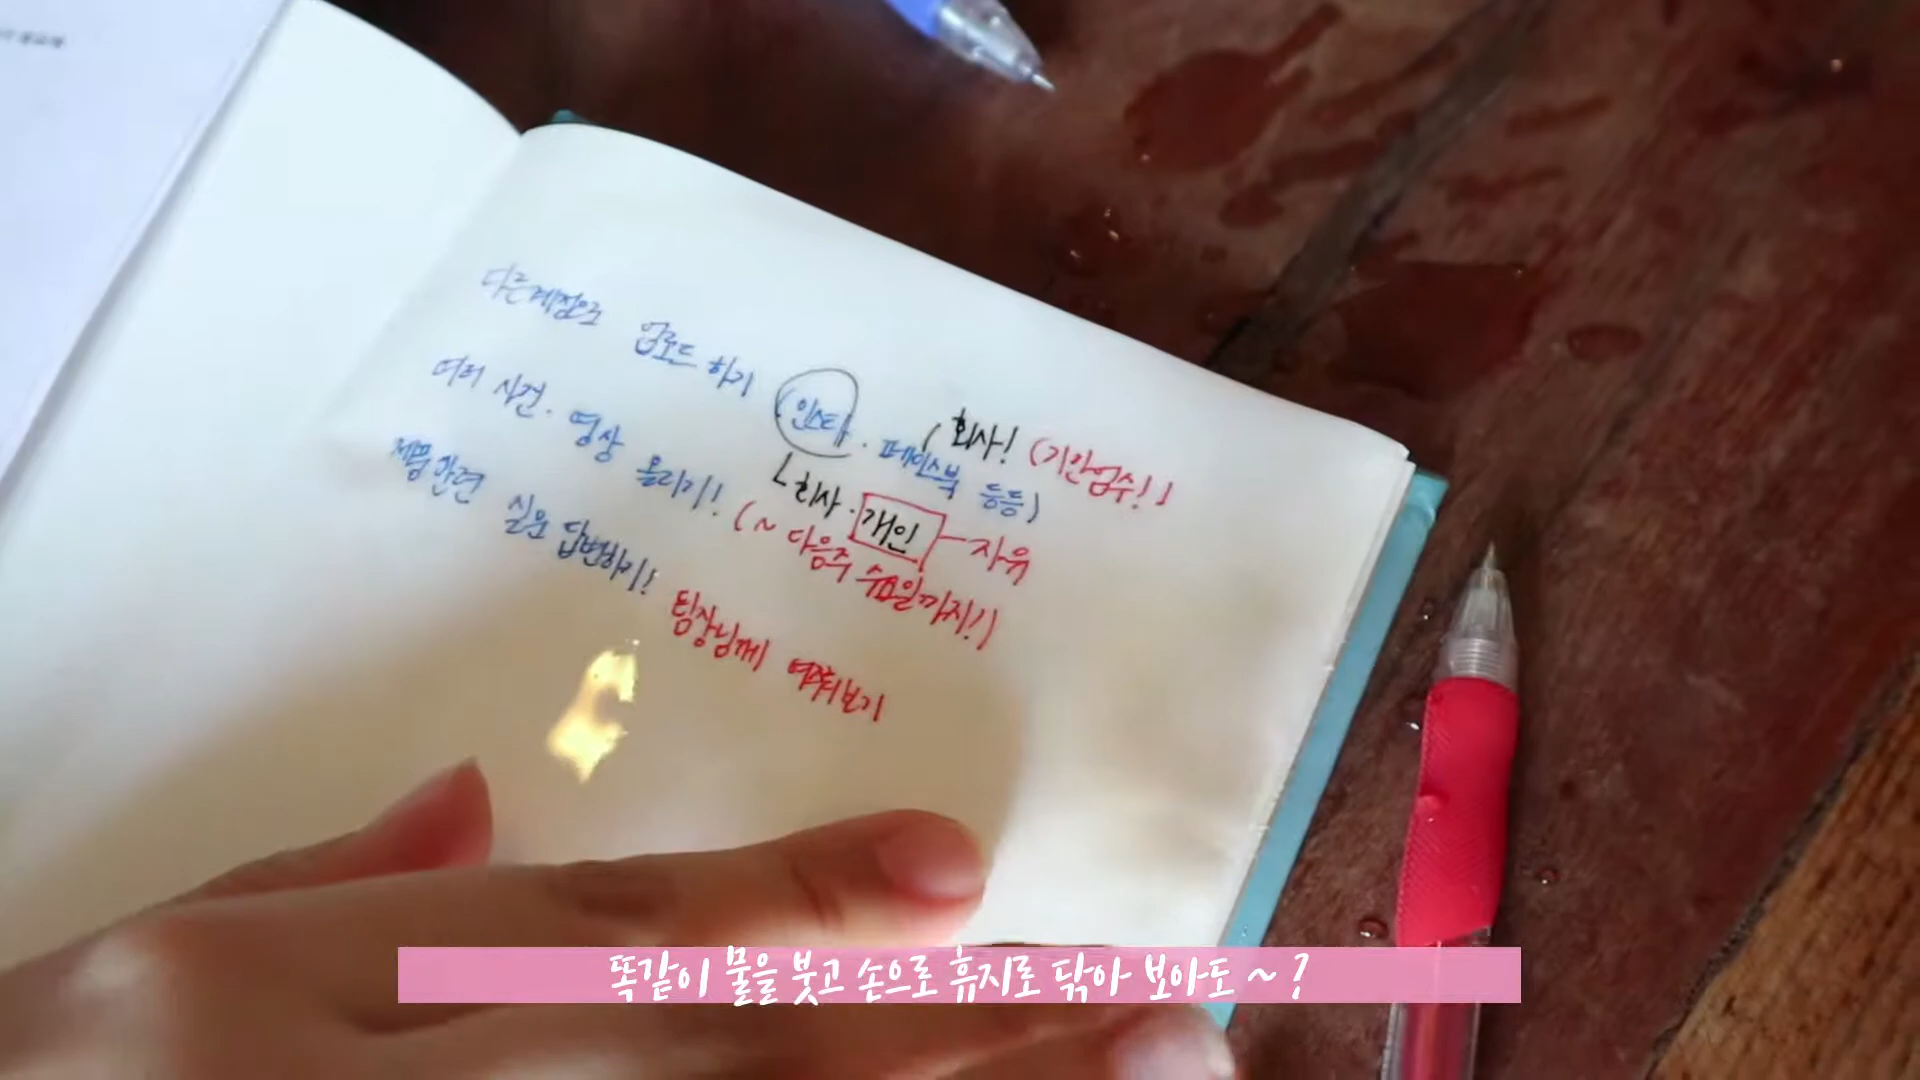 다른계정으로 업로드 하기 (인스타. 페이스북 등등)
회사! (기간엄수!!)
여러 사건. 영상 올리기! (~ 다음주 수요일까지!)
회사. 개인 자유
제품관련 질문 답변하기! 팀장님께 여쭤보기
똑같이 물을 붓고 손으로 휴지로 닦아 보아도 ~ ?